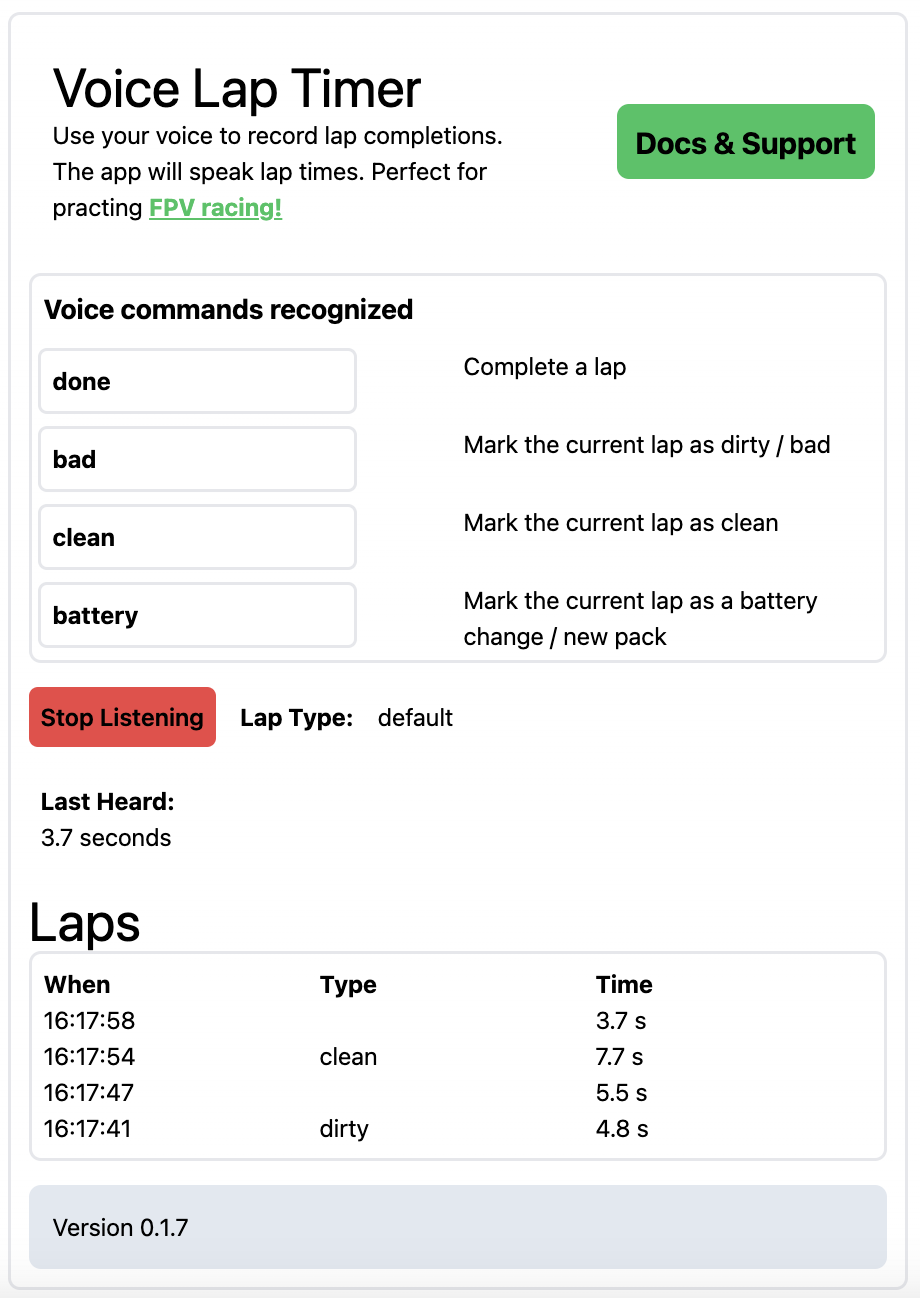 Voice Lap Timer
Use your voice to record lap completions.
The app will speak lap times. Perfect for
practing FPV racing!
Docs & Support
Voice commands recognized
done
Complete a lap
bad
Mark the current lap as dirty / bad
clean
Mark the current lap as clean
battery
Mark the current lap as a battery
change / new pack
Stop Listening
Lap Type: default
Last Heard:
3.7 seconds
Laps
When Type Time
16:17:58 3.7 s
16:17:54 clean 7.7 s
16:17:47 5.5 s
16:17:41 dirty 4.8 s
Version 0.1.7